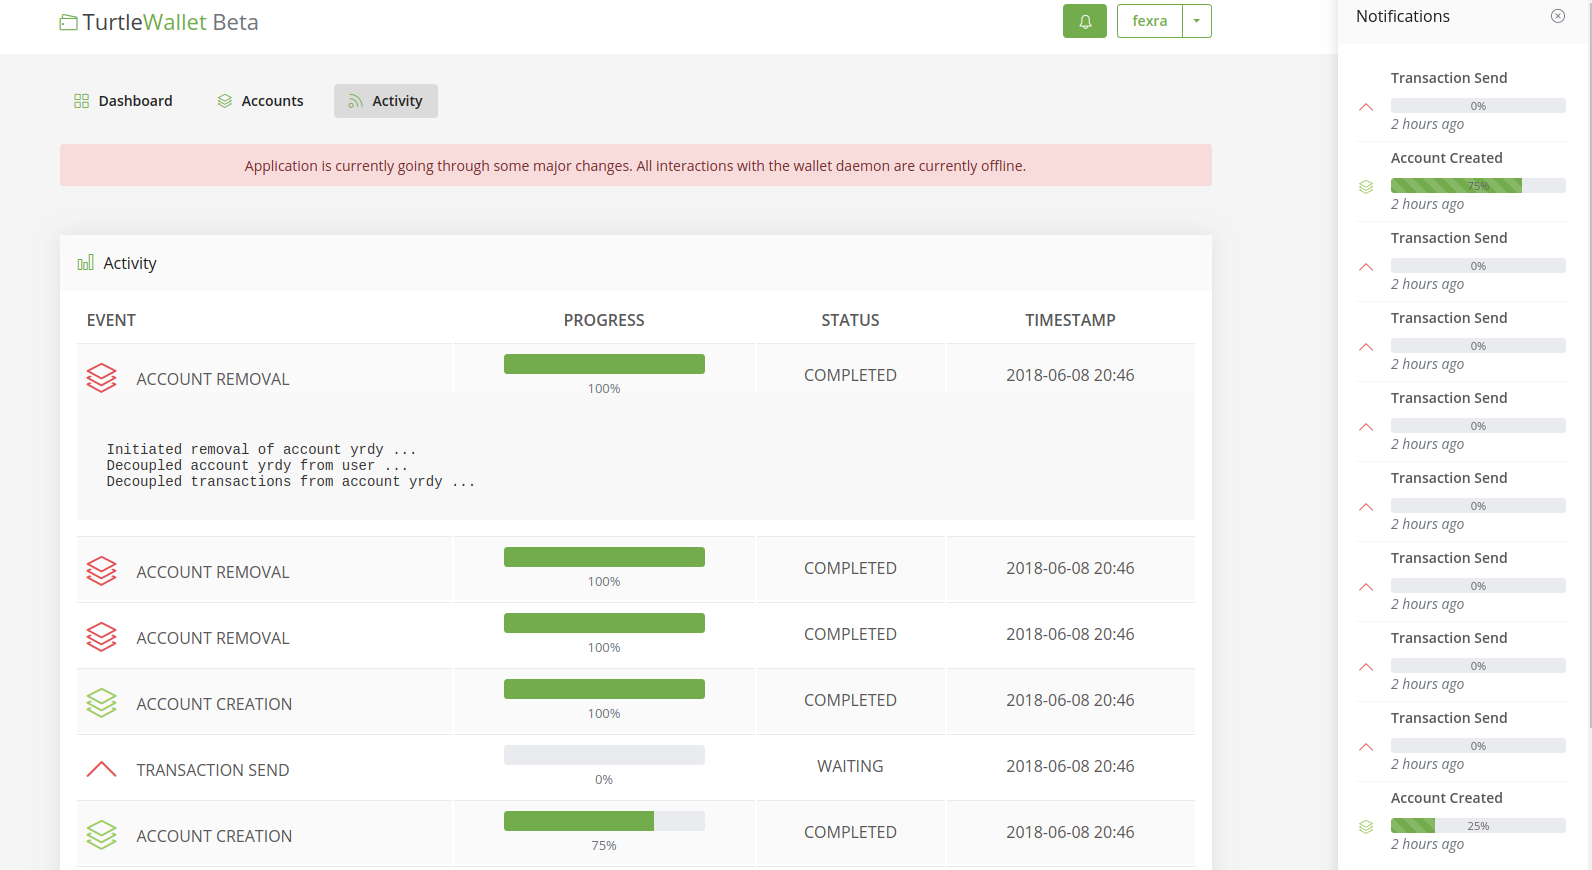 TurtleWallet Beta
fexra
Dashboard
Accounts
Activity
Application is currently going through some major changes. All interactions with the wallet daemon are currently offline.
Activity
EVENT PROGRESS STATUS TIMESTAMP
ACCOUNT REMOVAL 100% COMPLETED 2018-06-08 20:46
Initiated removal of account yrdy ...
Decoupled account yrdy from user ...
Decoupled transactions from account yrdy ...
ACCOUNT REMOVAL 100% COMPLETED 2018-06-08 20:46
ACCOUNT REMOVAL 100% COMPLETED 2018-06-08 20:46
ACCOUNT CREATION 100% COMPLETED 2018-06-08 20:46
TRANSACTION SEND 0% WAITING 2018-06-08 20:46
ACCOUNT CREATION 75% COMPLETED 2018-06-08 20:46
Notifications
Transaction Send
0%
2 hours ago
Account Created
75%
2 hours ago
Transaction Send
0%
2 hours ago
Transaction Send
0%
2 hours ago
Transaction Send
0%
2 hours ago
Transaction Send
0%
2 hours ago
Transaction Send
0%
2 hours ago
Transaction Send
0%
2 hours ago
Transaction Send
0%
2 hours ago
Account Created
25%
2 hours ago